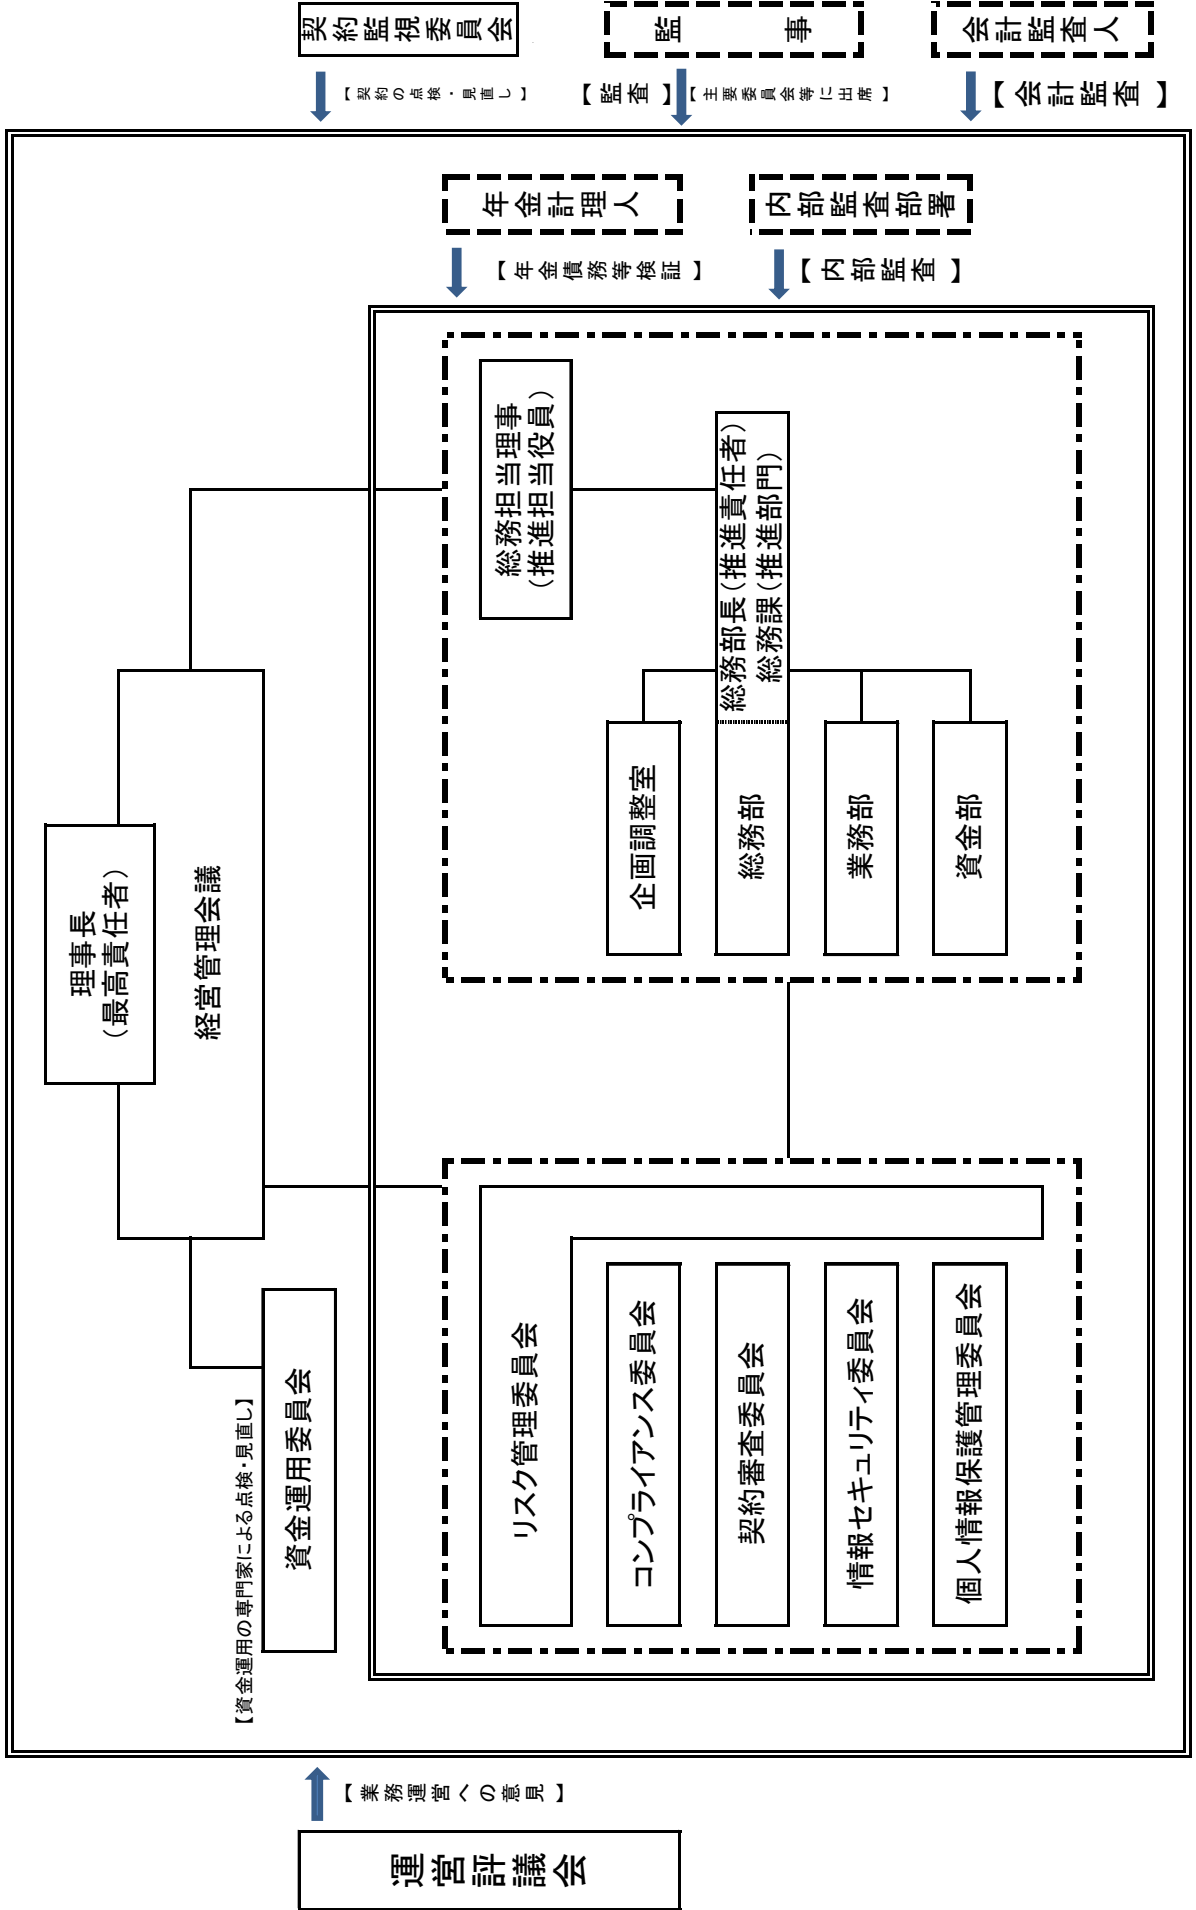 理事長
（最高責任者）
経営管理会議
【資金運用の専門家による点検・見直し】
資金運用委員会
運営評議会
【業務運営への意見】
契約監視委員会
【契約の点検・見直し】
リスク管理委員会
コンプライアンス委員会
契約審査委員会
情報セキュリティ委員会
個人情報保護管理委員会
総務担当理事
（推進担当役員）
企画調整室
総務部
総務部長（推進責任者）
総務課（推進部門）
業務部
資金部
年金計理人
【年金債務等検証】
内部監査部署
【内部監査】
監事
【監査】
【主要委員会等に出席】
会計監査人
【会計監査】